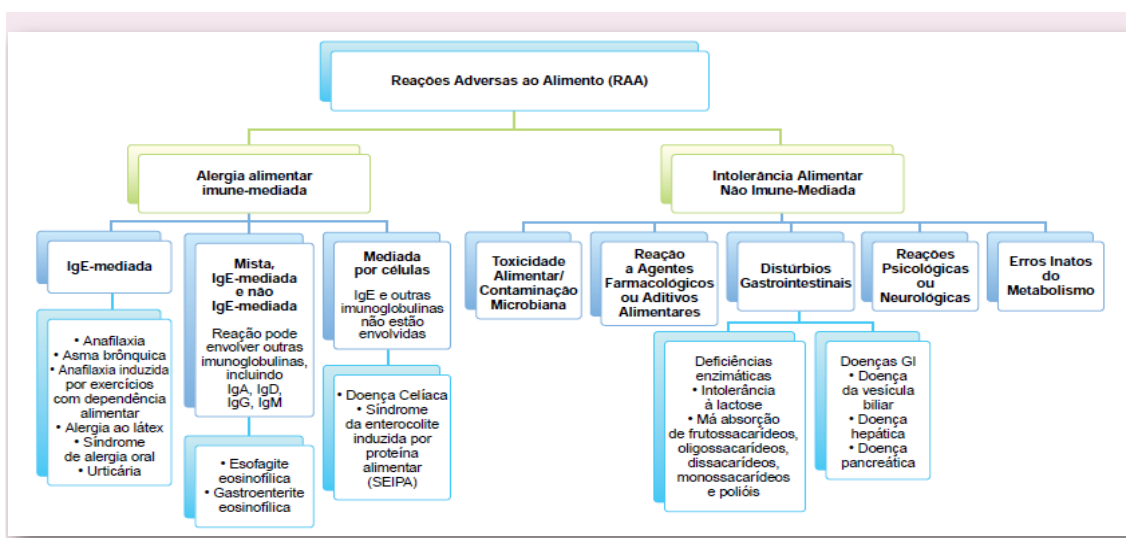 Reações Adversas ao Alimento (RAA)
Alergia alimentar
imune-mediada
Intolerância Alimentar
Não Imune-Mediada
IgE-mediada
• Anafilaxia
• Asma brônquica
• Anafilaxia induzida
por exercícios
com dependência
alimentar
• Alergia ao látex
• Síndrome
de alergia oral
• Urticária
Mista,
IgE-mediada
e não
IgE-mediada
Reação pode
envolver outras
imunoglobulinas,
incluindo
IgA, IgD,
IgG, IgM
• Esofagite
eosinofílica
• Gastroenterite
eosinofílica
Mediada
por células
IgE e outras
imunoglobulinas
não estão
envolvidas
• Doença Celíaca
• Síndrome
da enterocolite
induzida por
proteína
alimentar
(SEIPA)
Toxicidade
Alimentar/
Contaminação
Microbiana
Reação
a Agentes
Farmacológicos
ou Aditivos
Alimentares
Distúrbios
Gastrointestinais
Deficiências
enzimáticas
• Intolerância
à lactose
• Má absorção
de frutossacarídeos,
oligossacarídeos,
dissacarídeos,
monossacarídeos
e polióis
Doenças GI
• Doença
da vesícula
biliar
• Doença
hepática
• Doença
pancreática
Reações
Psicológicas
ou
Neurológicas
Erros Inatos
do
Metabolismo